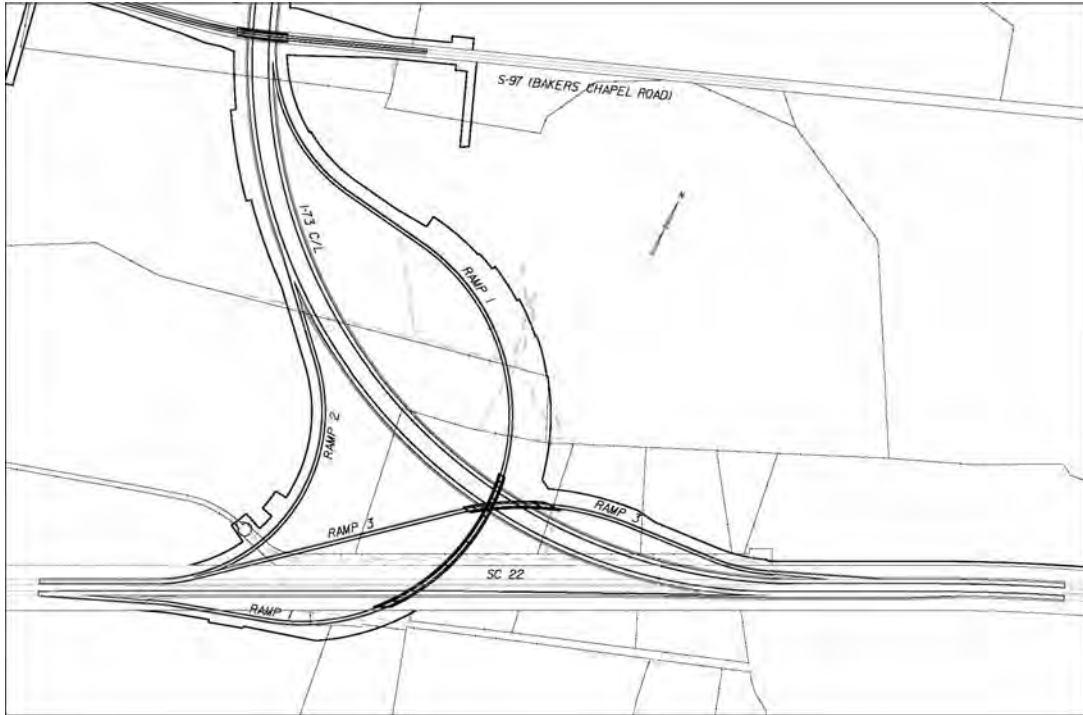 S-97 (BAKERS CHAPEL ROAD)
N
I-73 C/L
RAMP 1
RAMP 2
RAMP 3
RAMP 3
SC 22
RAMP 1